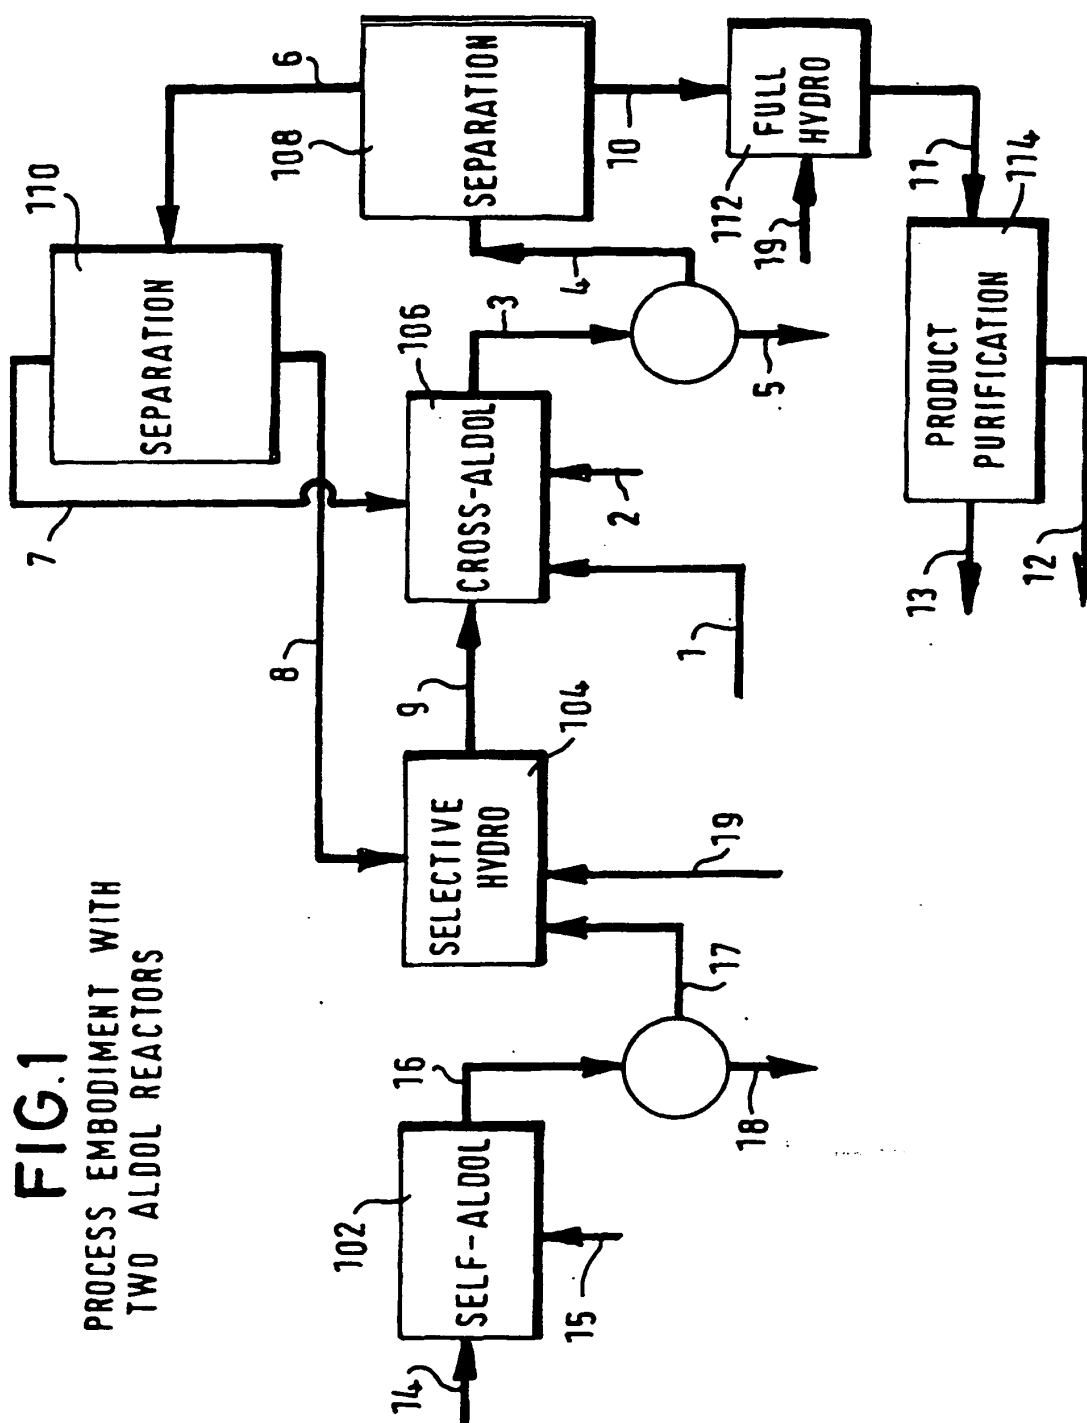 FIG.1
PROCESS EMBODIMENT WITH
TWO ALDOL REACTORS
14
102
SELF-ALDOL
15
16
18
17
19
SELECTIVE
HYDRO
104
8
9
7
110
SEPARATION
CROSS-ALDOL
106
1
2
3
5
4
6
108
SEPARATION
10
19
112
FULL
HYDRO
11
114
PRODUCT
PURIFICATION
13
12